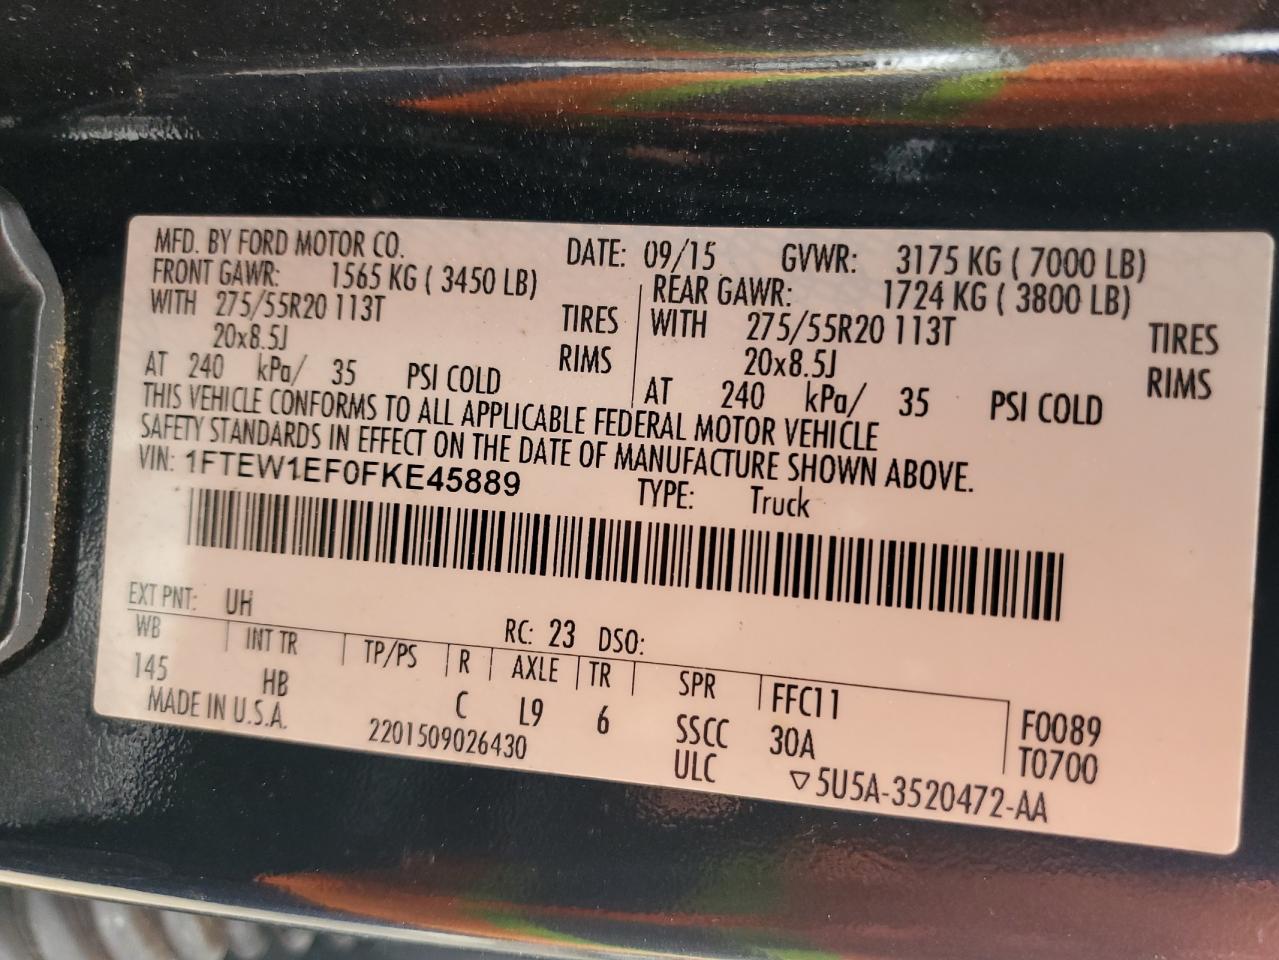 MFD. BY FORD MOTOR CO. DATE: 09/15 GVWR: 3175 KG ( 7000 LB)
FRONT GAWR: 1565 KG ( 3450 LB) REAR GAWR: 1724 KG ( 3800 LB)
WITH 275/55R20 113T TIRES WITH 275/55R20 113T TIRES
20x8.5J RIMS 20x8.5J RIMS
AT 240 kPa/ 35 PSI COLD AT 240 kPa/ 35 PSI COLD
THIS VEHICLE CONFORMS TO ALL APPLICABLE FEDERAL MOTOR VEHICLE
SAFETY STANDARDS IN EFFECT ON THE DATE OF MANUFACTURE SHOWN ABOVE.
VIN: 1FTEW1EF0FKE45889 TYPE: Truck
EXT PNT: UH RC: 23 DSO:
WB INT TR TP/PS R AXLE TR SPR FFC11 F0089
145 HB C L9 6 SSCC 30A T0700
MADE IN U.S.A. 2201509026430 ULC ▽5U5A-3520472-AA